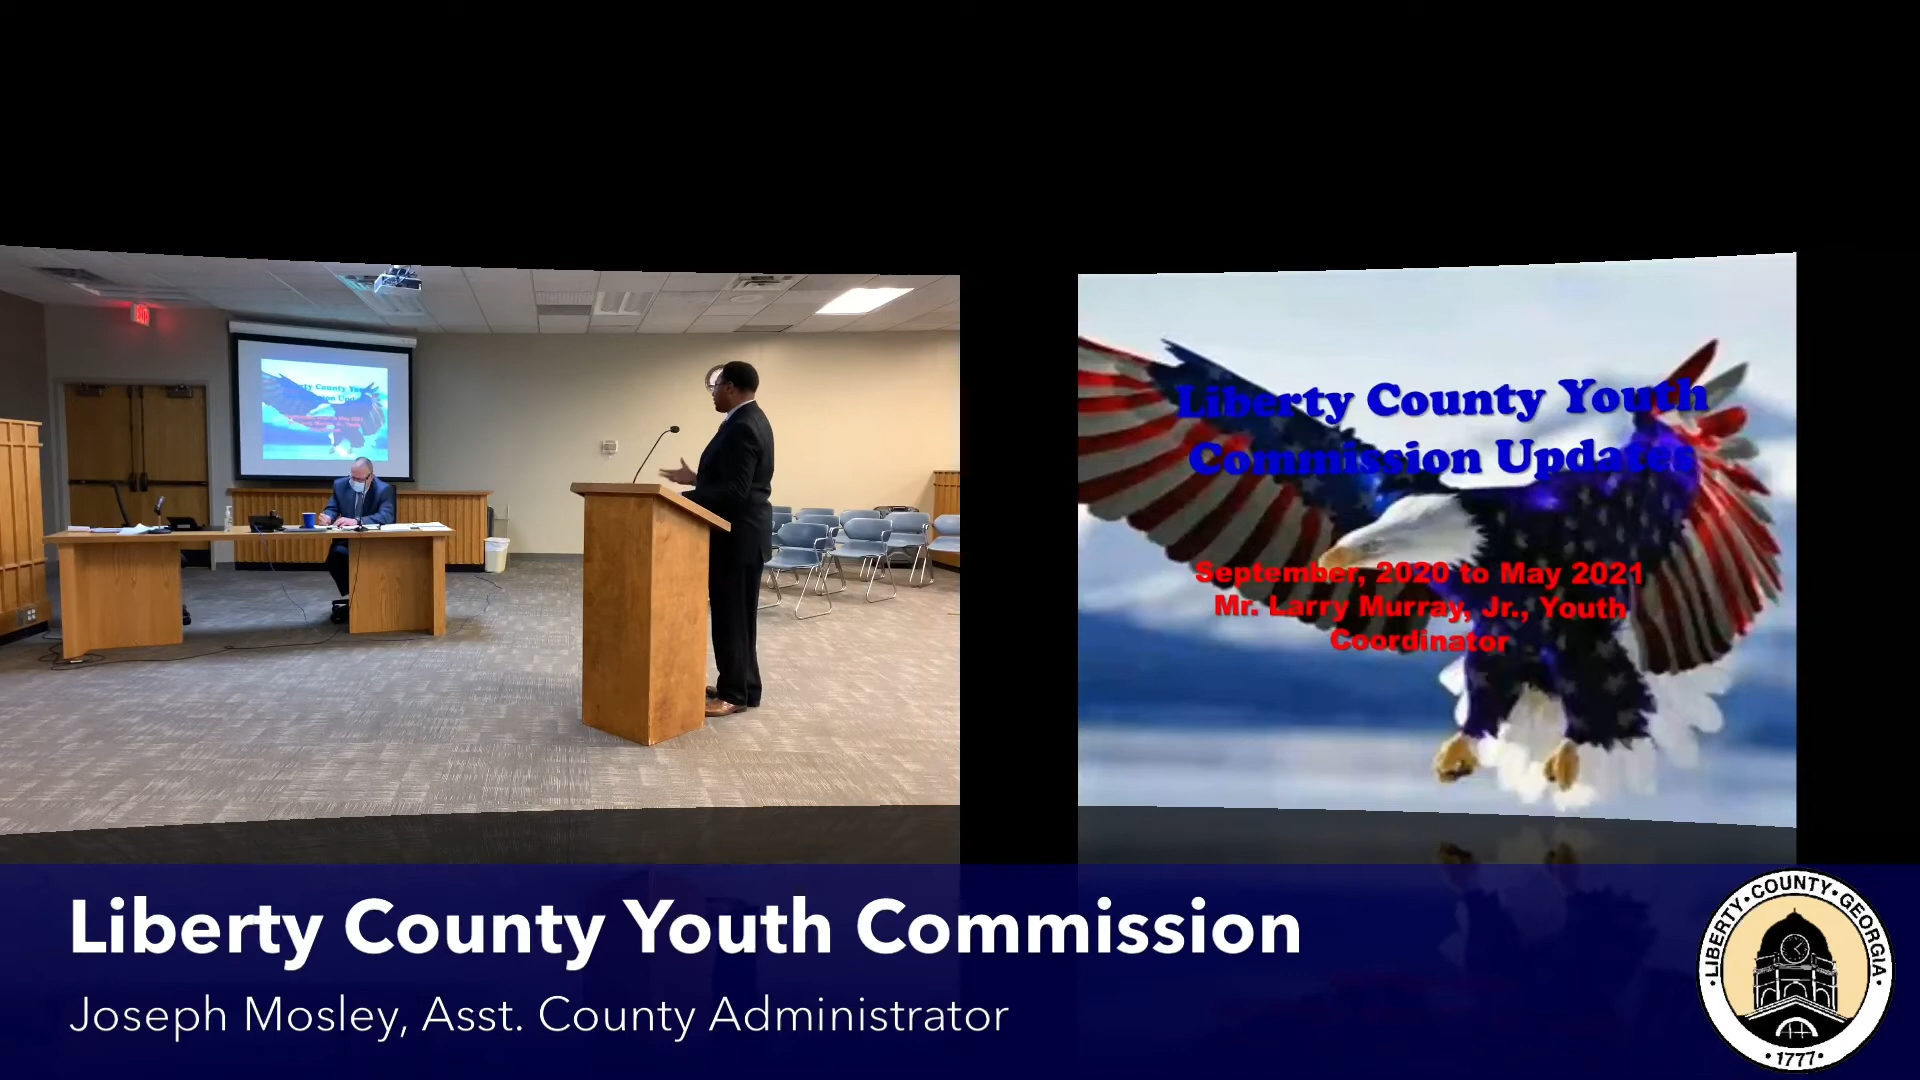 Liberty County Youth
Commission Updates
September, 2020 to May 2021
Mr. Larry Murray, Jr., Youth
Coordinator
Liberty County Youth Commission
Joseph Mosley, Asst. County Administrator
LIBERTY • COUNTY • GEORGIA
• 1777 •